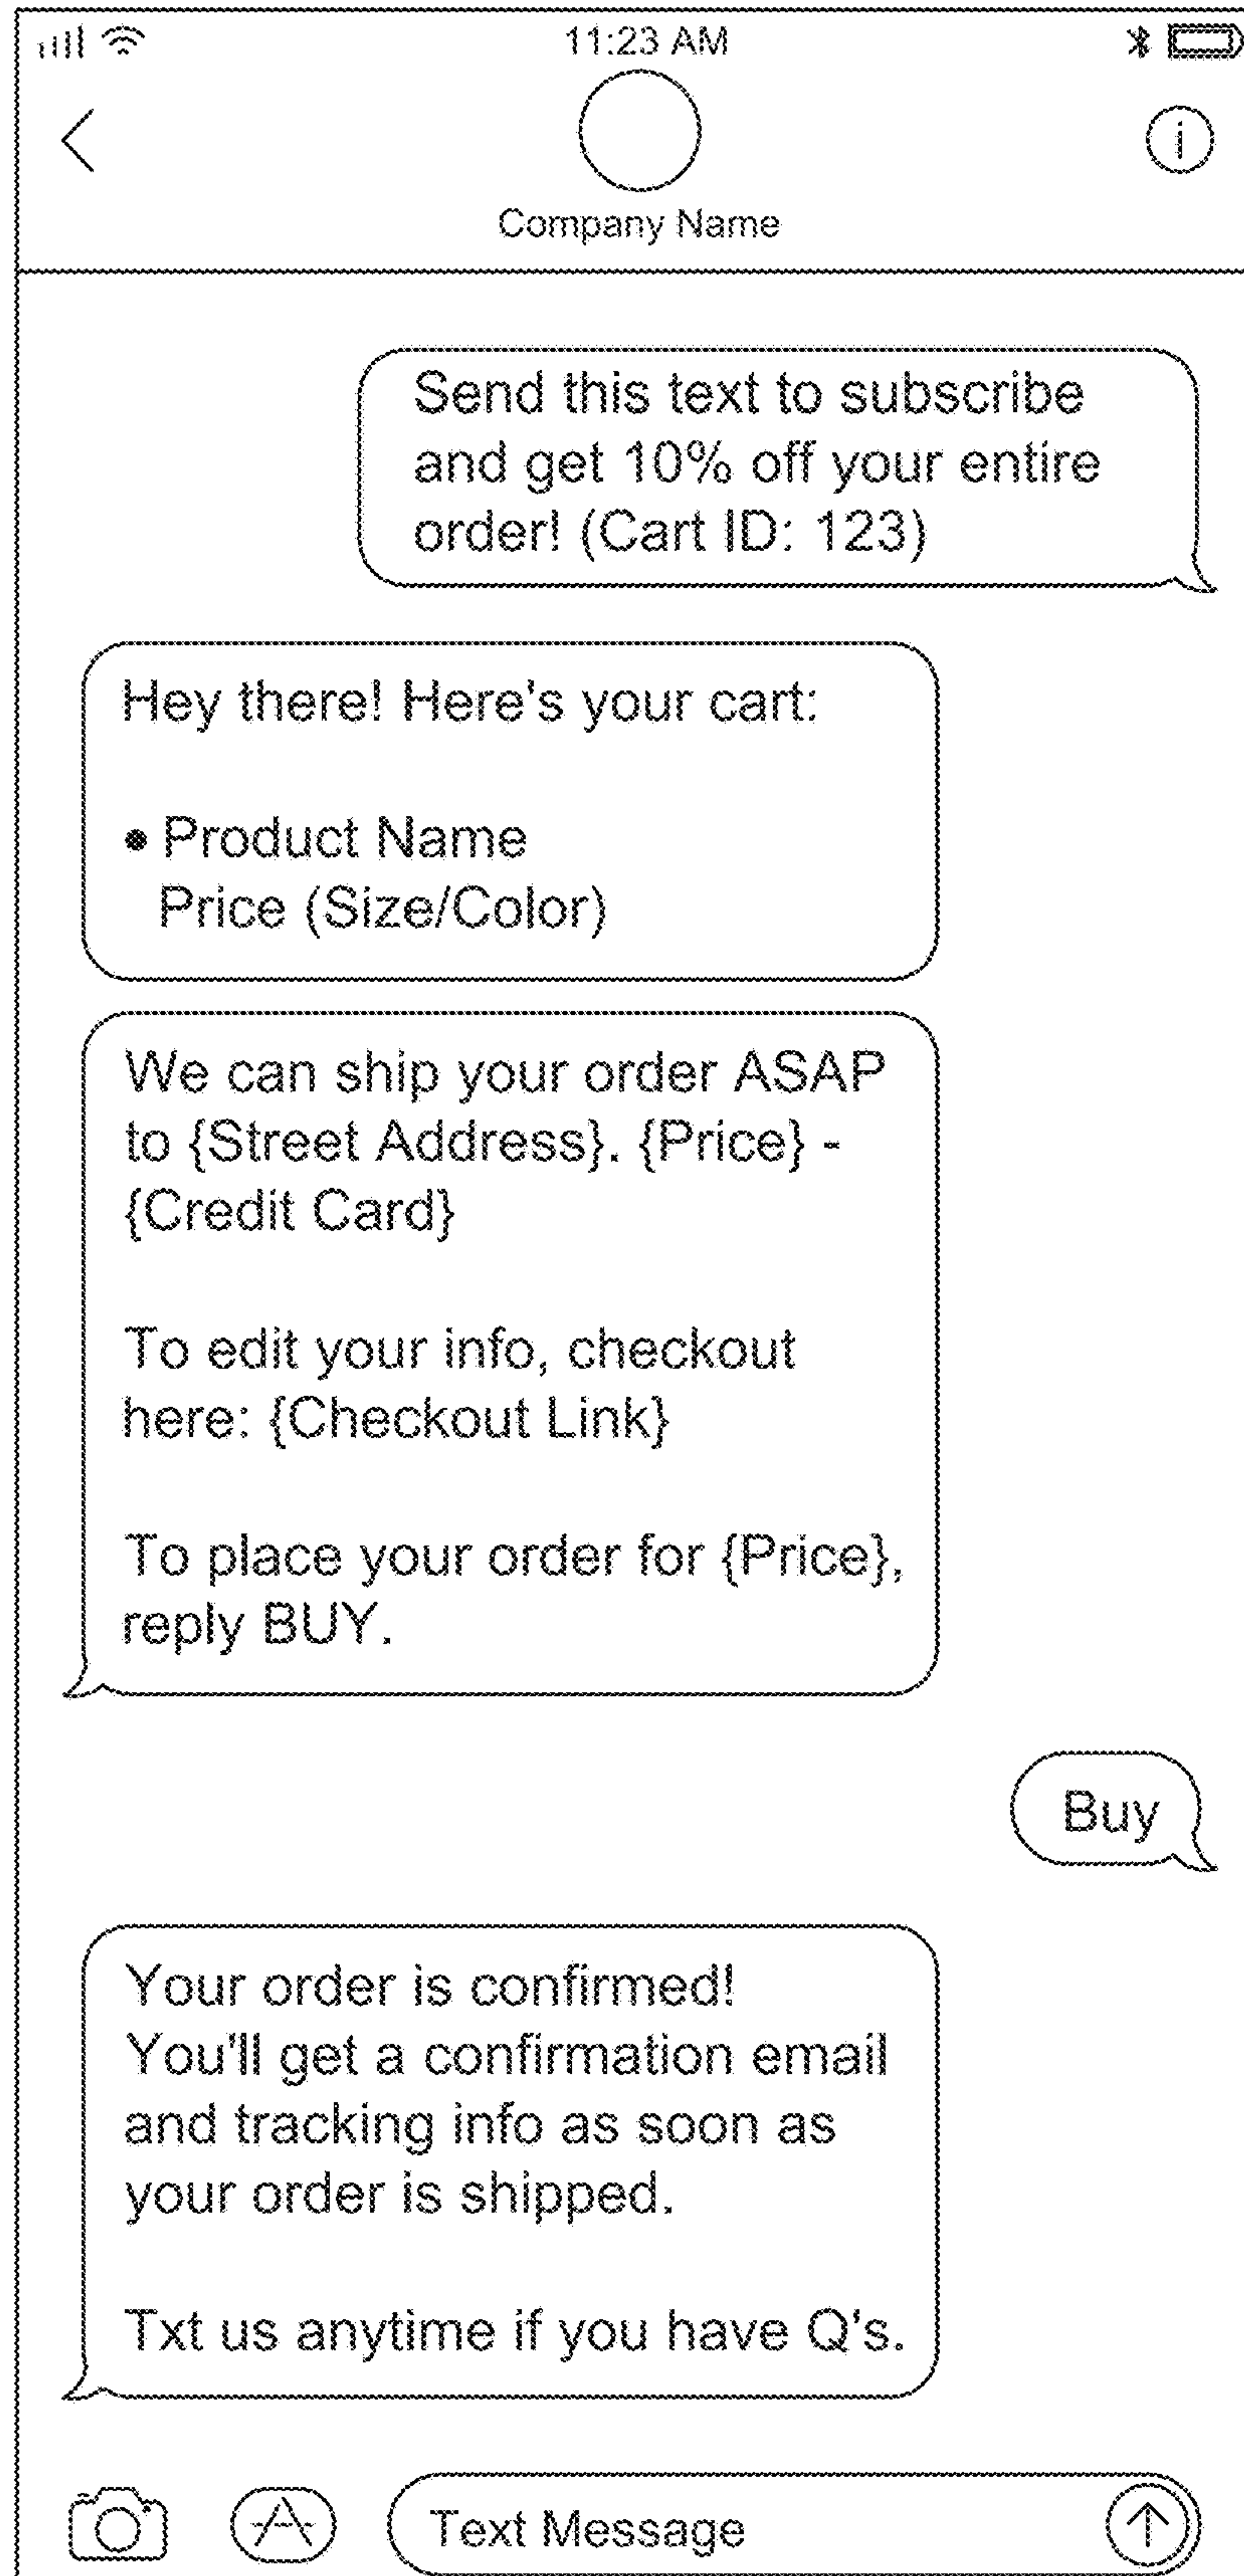 11:23 AM
i
Company Name
Send this text to subscribe
and get 10% off your entire
order! (Cart ID: 123)
Hey there! Here's your cart:
• Product Name
Price (Size/Color)
We can ship your order ASAP
to {Street Address}. {Price} -
{Credit Card}
To edit your info, checkout
here: {Checkout Link}
To place your order for {Price},
reply BUY.
Buy
Your order is confirmed!
You'll get a confirmation email
and tracking info as soon as
your order is shipped.
Txt us anytime if you have Q's.
Text Message